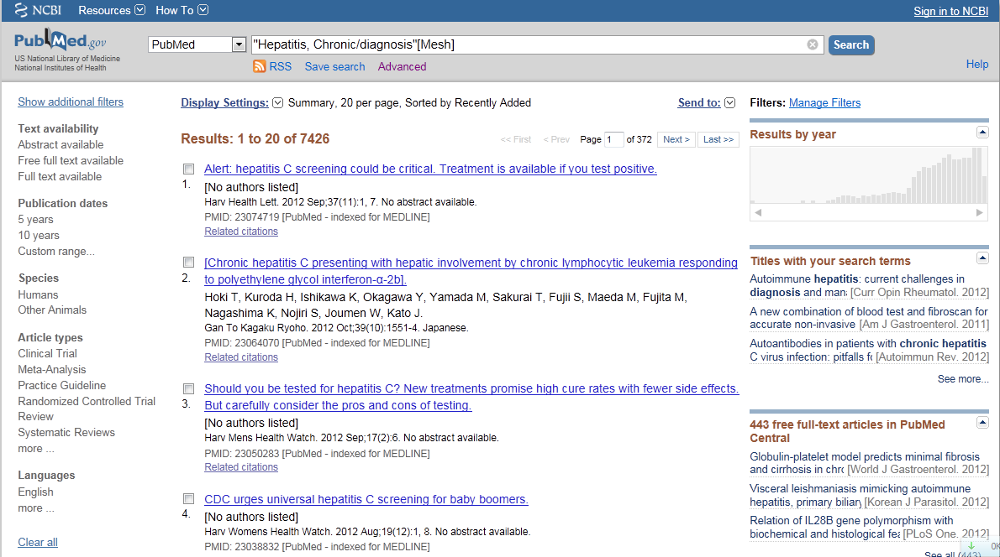 NCBI Resources How To Sign in to NCBI
PubMed.gov
US National Library of Medicine
National Institutes of Health
PubMed "Hepatitis, Chronic/diagnosis"[Mesh] Search
RSS Save search Advanced Help
Show additional filters
Text availability
Abstract available
Free full text available
Full text available
Publication dates
5 years
10 years
Custom range...
Species
Humans
Other Animals
Article types
Clinical Trial
Meta-Analysis
Practice Guideline
Randomized Controlled Trial
Review
Systematic Reviews
more ...
Languages
English
more ...
Clear all
Display Settings: Summary, 20 per page, Sorted by Recently Added Send to:
Results: 1 to 20 of 7426 << First < Prev Page 1 of 372 Next > Last >>
Alert: hepatitis C screening could be critical. Treatment is available if you test positive.
1. [No authors listed]
Harv Health Lett. 2012 Sep;37(11):1, 7. No abstract available.
PMID: 23074719 [PubMed - indexed for MEDLINE]
Related citations
[Chronic hepatitis C presenting with hepatic involvement by chronic lymphocytic leukemia responding
2. to polyethylene glycol interferon-α-2b].
Hoki T, Kuroda H, Ishikawa K, Okagawa Y, Yamada M, Sakurai T, Fujii S, Maeda M, Fujita M,
Nagashima K, Nojiri S, Joumen W, Kato J.
Gan To Kagaku Ryoho. 2012 Oct;39(10):1551-4. Japanese.
PMID: 23064070 [PubMed - indexed for MEDLINE]
Related citations
Should you be tested for hepatitis C? New treatments promise high cure rates with fewer side effects.
3. But carefully consider the pros and cons of testing.
[No authors listed]
Harv Mens Health Watch. 2012 Sep;17(2):6. No abstract available.
PMID: 23050283 [PubMed - indexed for MEDLINE]
Related citations
CDC urges universal hepatitis C screening for baby boomers.
4. [No authors listed]
Harv Womens Health Watch. 2012 Aug;19(12):1, 8. No abstract available.
PMID: 23038832 [PubMed - indexed for MEDLINE]
Filters: Manage Filters
Results by year
Titles with your search terms
Autoimmune hepatitis: current challenges in
diagnosis and man [Curr Opin Rheumatol. 2012]
A new combination of blood test and fibroscan for
accurate non-invasive [Am J Gastroenterol. 2011]
Autoantibodies in patients with chronic hepatitis
C virus infection: pitfalls f [Autoimmun Rev. 2012]
See more...
443 free full-text articles in PubMed
Central
Globulin-platelet model predicts minimal fibrosis
and cirrhosis in chr [World J Gastroenterol. 2012]
Visceral leishmaniasis mimicking autoimmune
hepatitis, primary biliar [Korean J Parasitol. 2012]
Relation of IL28B gene polymorphism with
biochemical and histological fe [PLoS One. 2012]
See all (443)